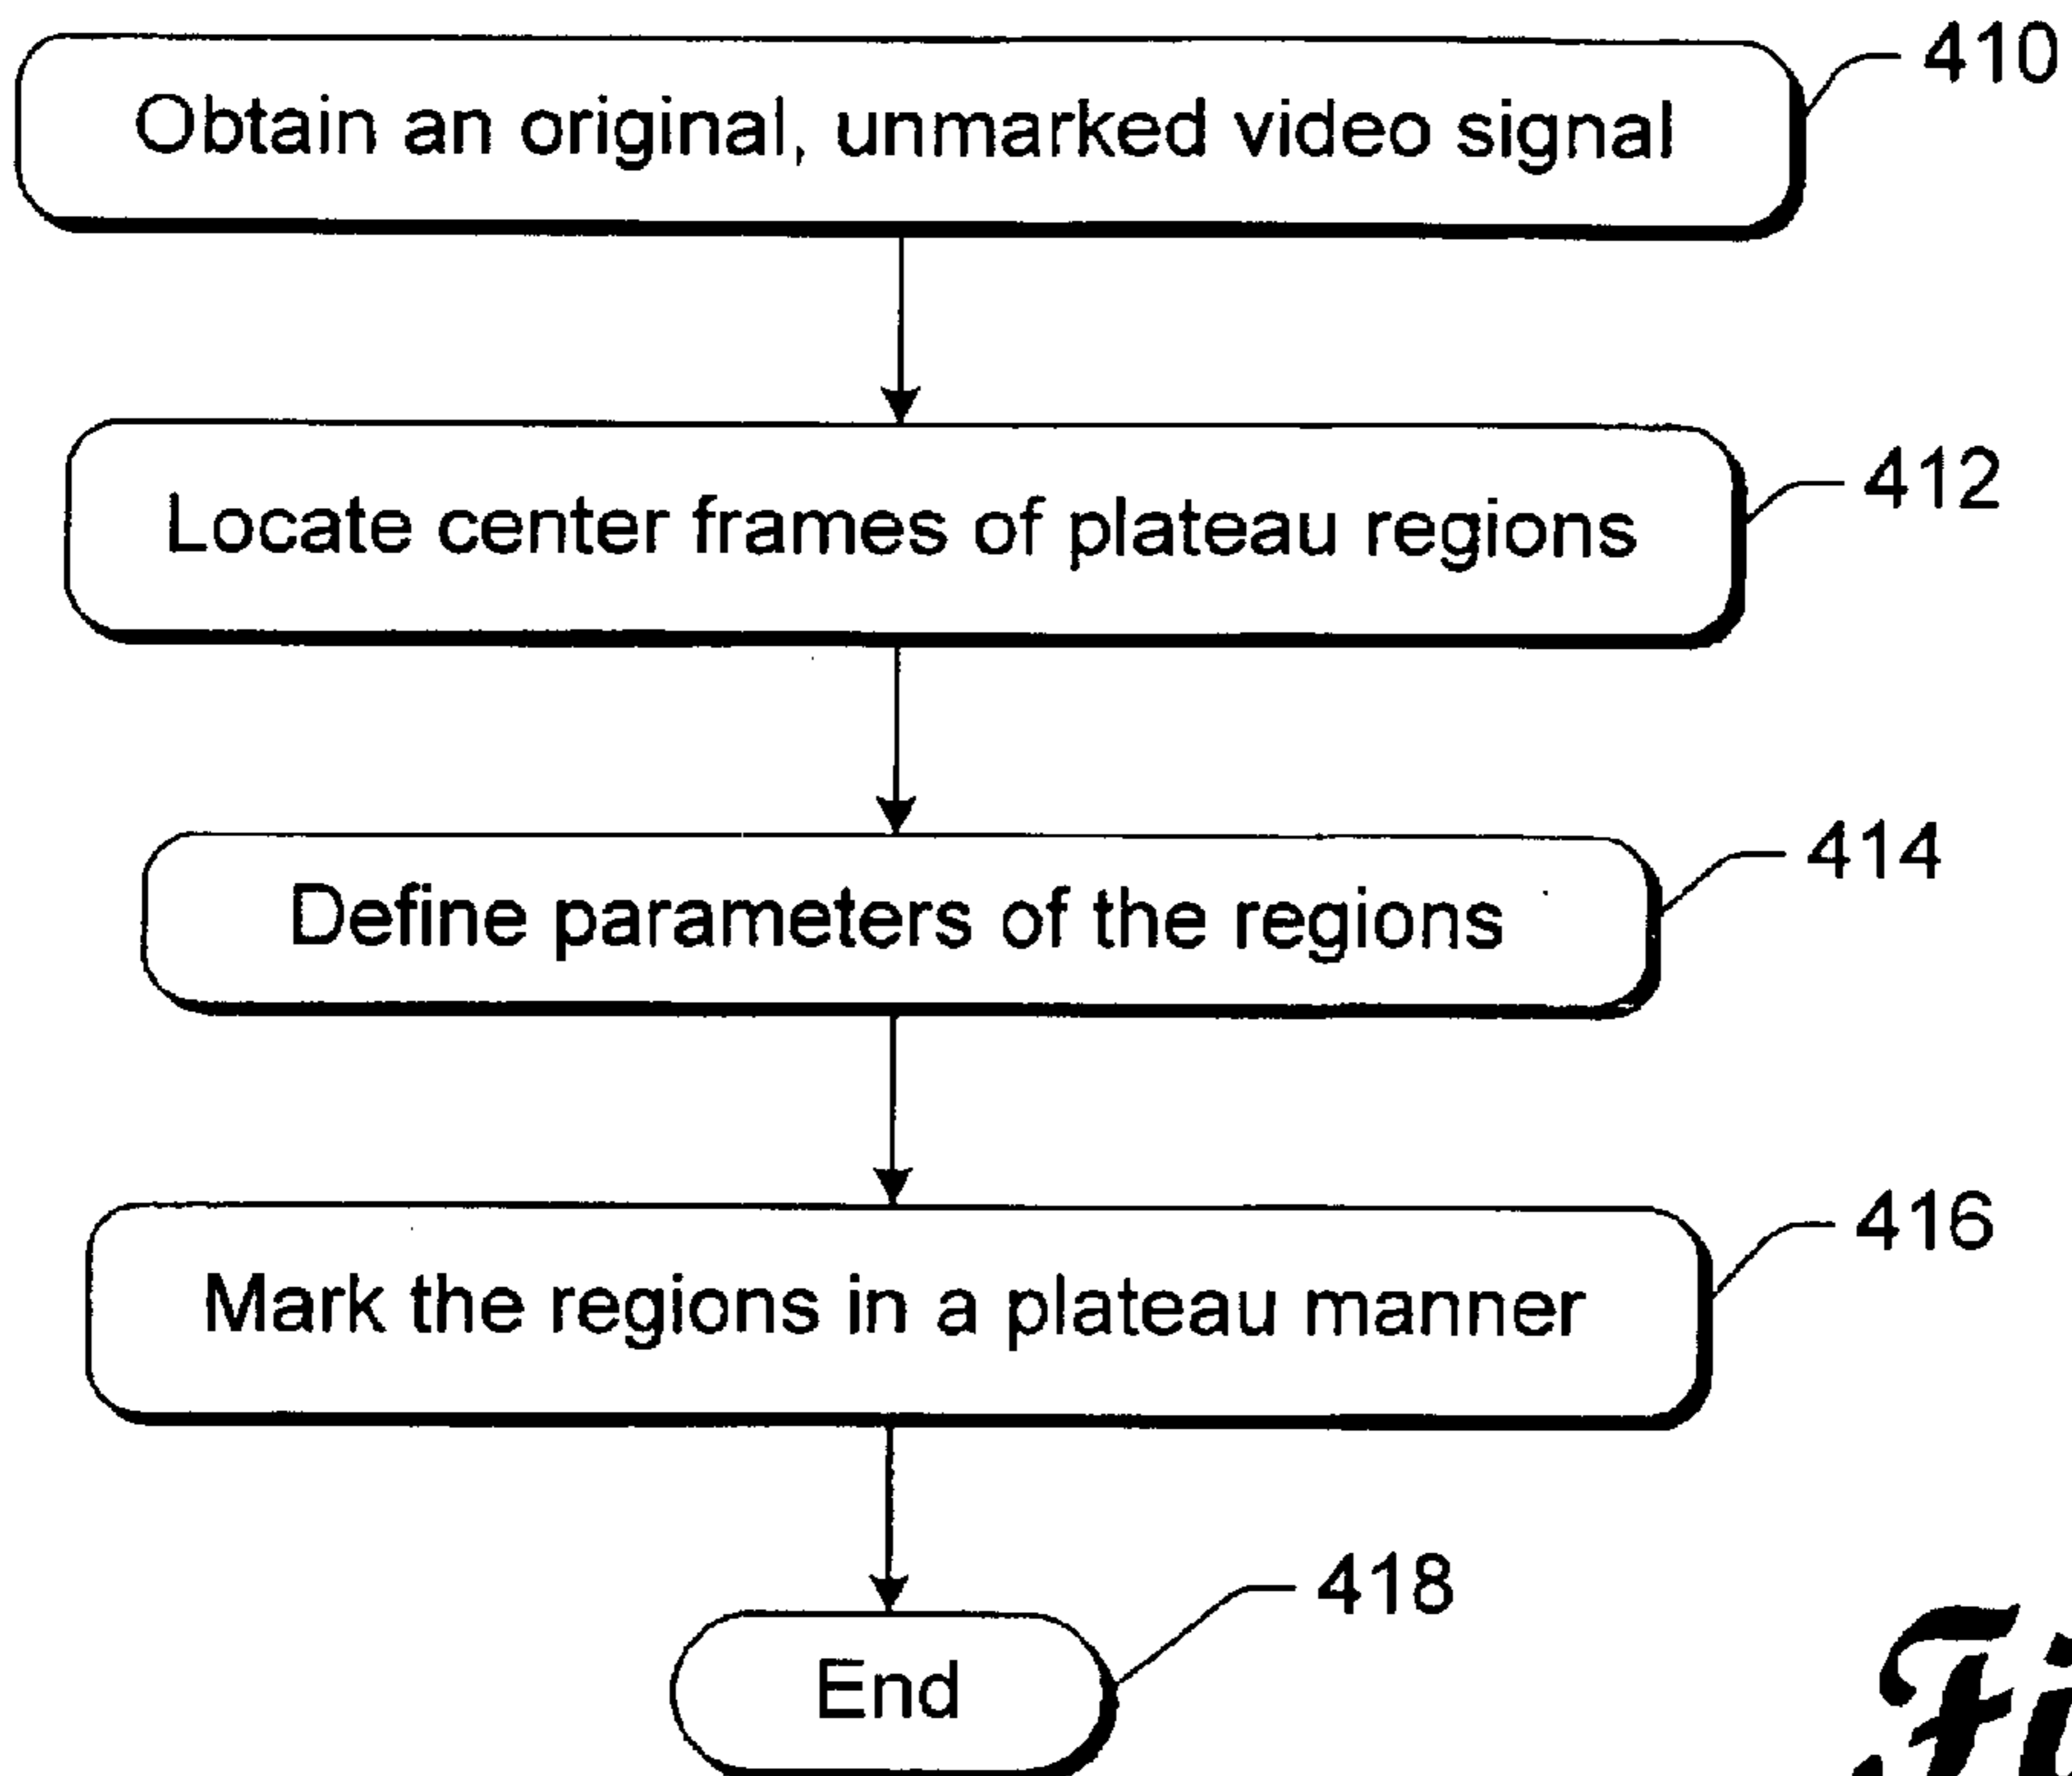 410
Obtain an original, unmarked video signal
412
Locate center frames of plateau regions
414
Define parameters of the regions
416
Mark the regions in a plateau manner
418
End